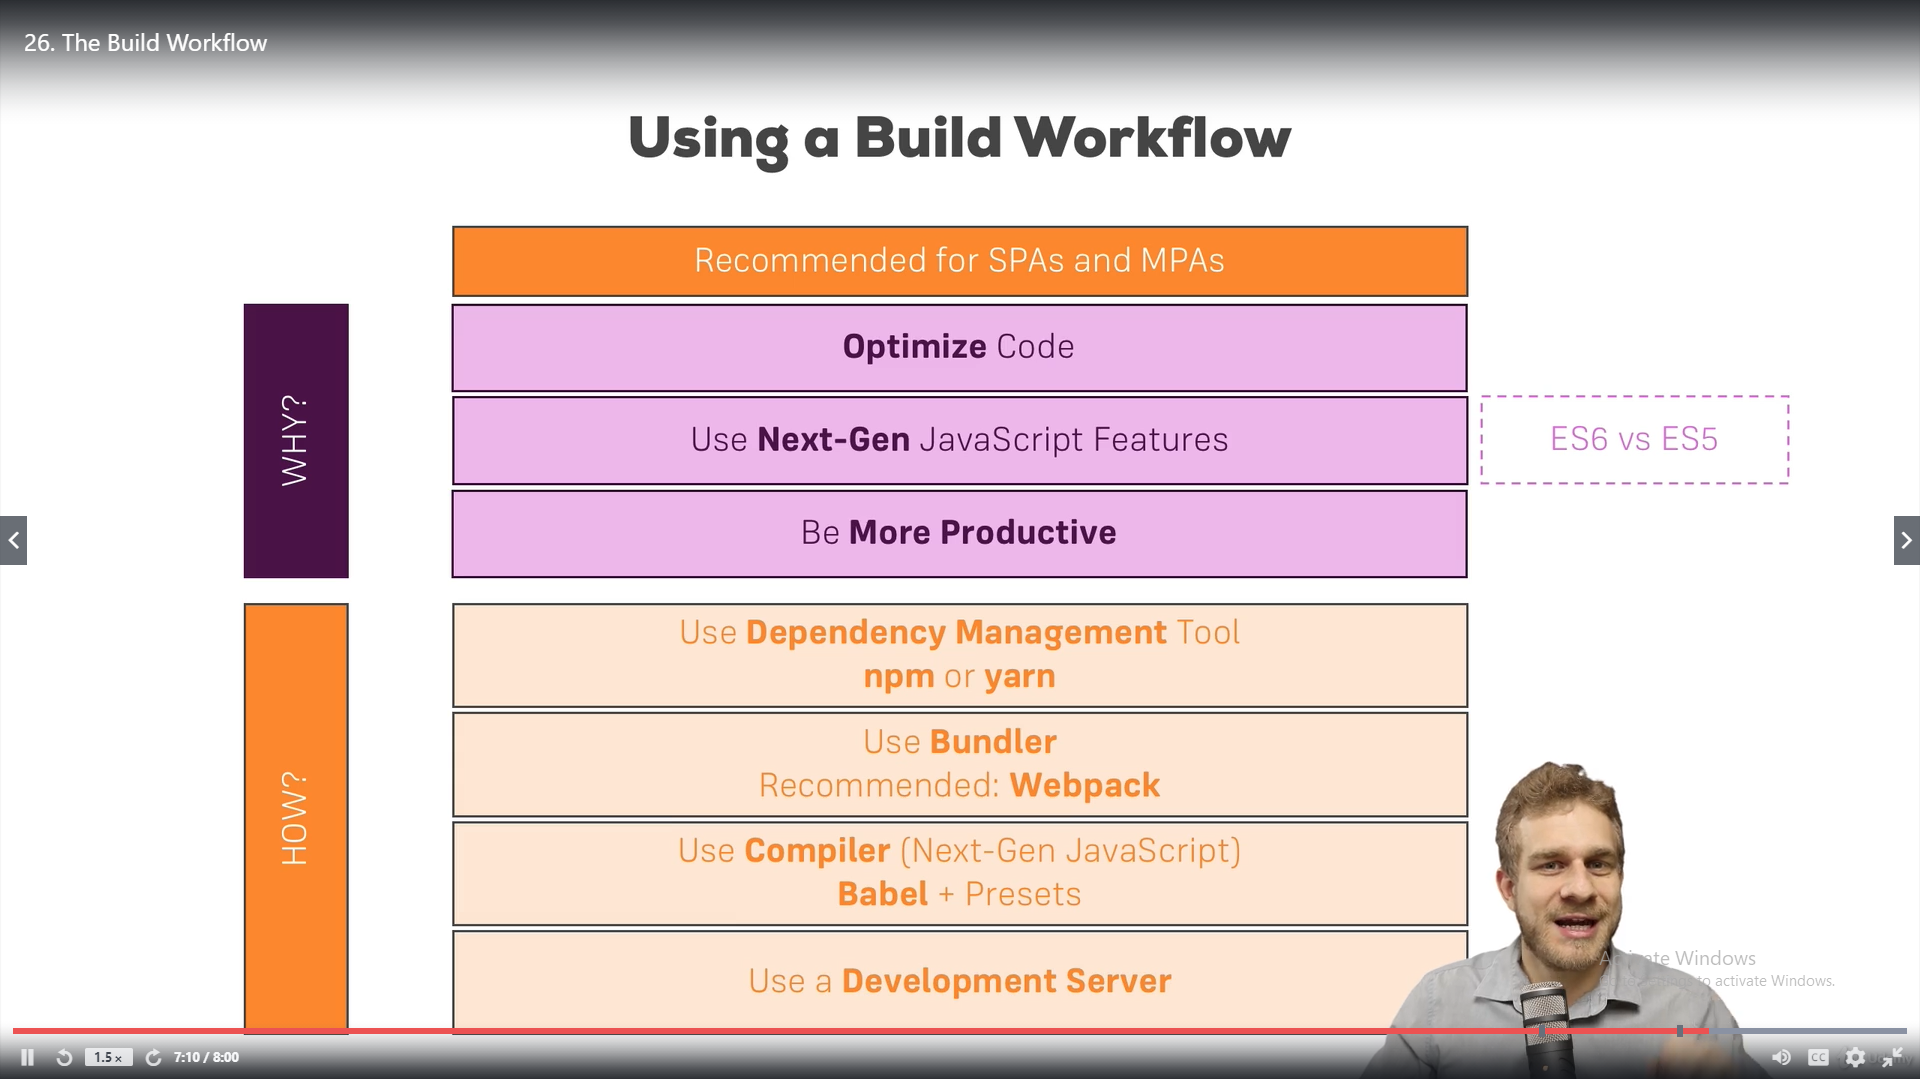 26. The Build Workflow
Using a Build Workflow
Recommended for SPAs and MPAs
WHY?
Optimize Code
Use Next-Gen JavaScript Features
ES6 vs ES5
Be More Productive
HOW?
Use Dependency Management Tool
npm or yarn
Use Bundler
Recommended: Webpack
Use Compiler (Next-Gen JavaScript)
Babel + Presets
Use a Development Server
Windows
to activate Windows.
1.5×
7:10 / 8:00
CC